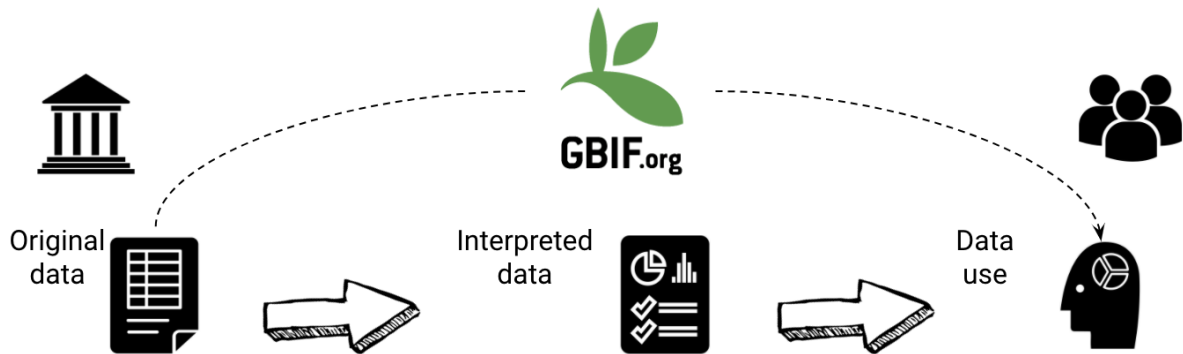 GBIF.org
Original
data
Interpreted
data
Data
use